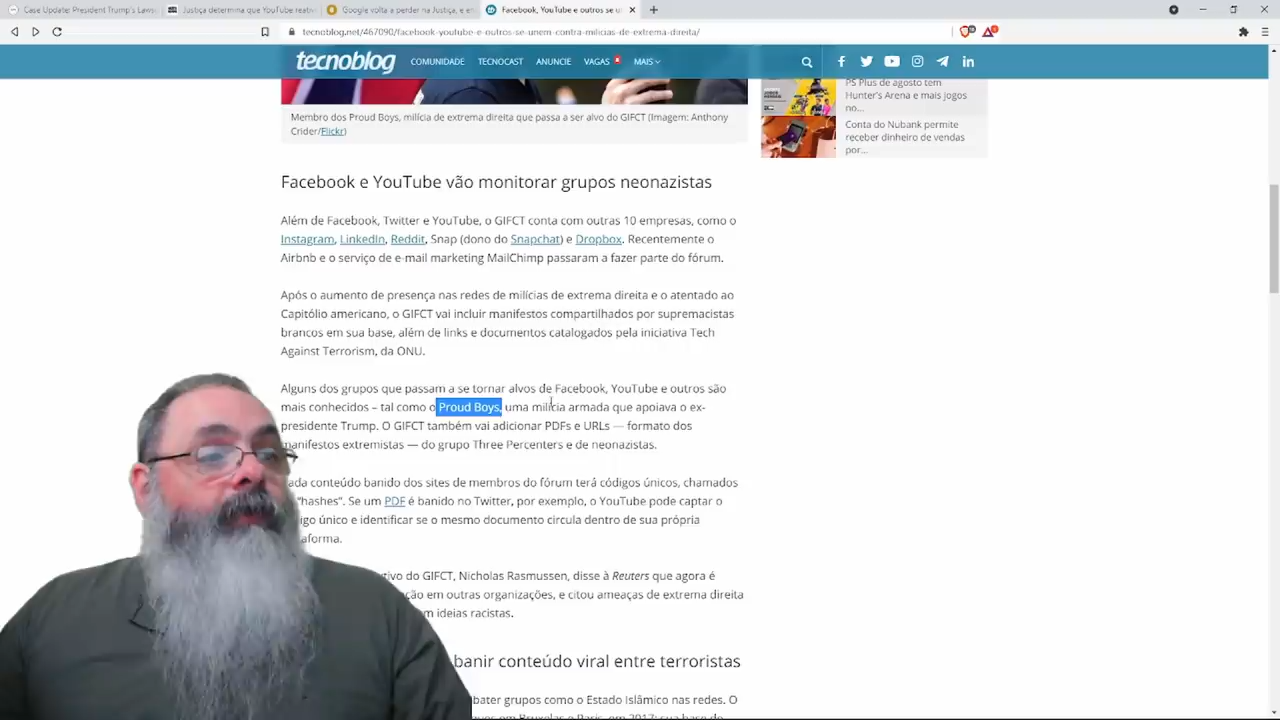 Case Update: President Trump's Lawsu
Justiça determina que YouTube reativ
Google volta a perder na Justiça, e en
Facebook, YouTube e outros se u
tecnoblog.net/467090/facebook-youtube-e-outros-se-unem-contra-milicias-de-extrema-direita/
tecnoblog
COMUNIDADE TECNOCAST ANUNCIE VAGAS MAIS
Membro dos Proud Boys, milícia de extrema direita que passa a ser alvo do GIFCT (Imagem: Anthony
Crider/Flickr)
PS Plus de agosto tem
Hunter's Arena e mais jogos
no...
Conta do Nubank permite
receber dinheiro de vendas
por...
Facebook e YouTube vão monitorar grupos neonazistas
Além de Facebook, Twitter e YouTube, o GIFCT conta com outras 10 empresas, como o
Instagram, LinkedIn, Reddit, Snap (dono do Snapchat) e Dropbox. Recentemente o
Airbnb e o serviço de e-mail marketing MailChimp passaram a fazer parte do fórum.
Após o aumento de presença nas redes de milícias de extrema direita e o atentado ao
Capitólio americano, o GIFCT vai incluir manifestos compartilhados por supremacistas
brancos em sua base, além de links e documentos catalogados pela iniciativa Tech
Against Terrorism, da ONU.
Alguns dos grupos que passam a se tornar alvos de Facebook, YouTube e outros são
mais conhecidos – tal como o Proud Boys, uma milícia armada que apoiava o ex-
presidente Trump. O GIFCT também vai adicionar PDFs e URLs — formato dos
manifestos extremistas — do grupo Three Percenters e de neonazistas.
ada conteúdo banido dos sites de membros do fórum terá códigos únicos, chamados
"hashes". Se um PDF é banido no Twitter, por exemplo, o YouTube pode captar o
igo único e identificar se o mesmo documento circula dentro de sua própria
aforma.
tivo do GIFCT, Nicholas Rasmussen, disse à Reuters que agora é
ção em outras organizações, e citou ameaças de extrema direita
m ideias racistas.
banir conteúdo viral entre terroristas
bater grupos como o Estado Islâmico nas redes. O